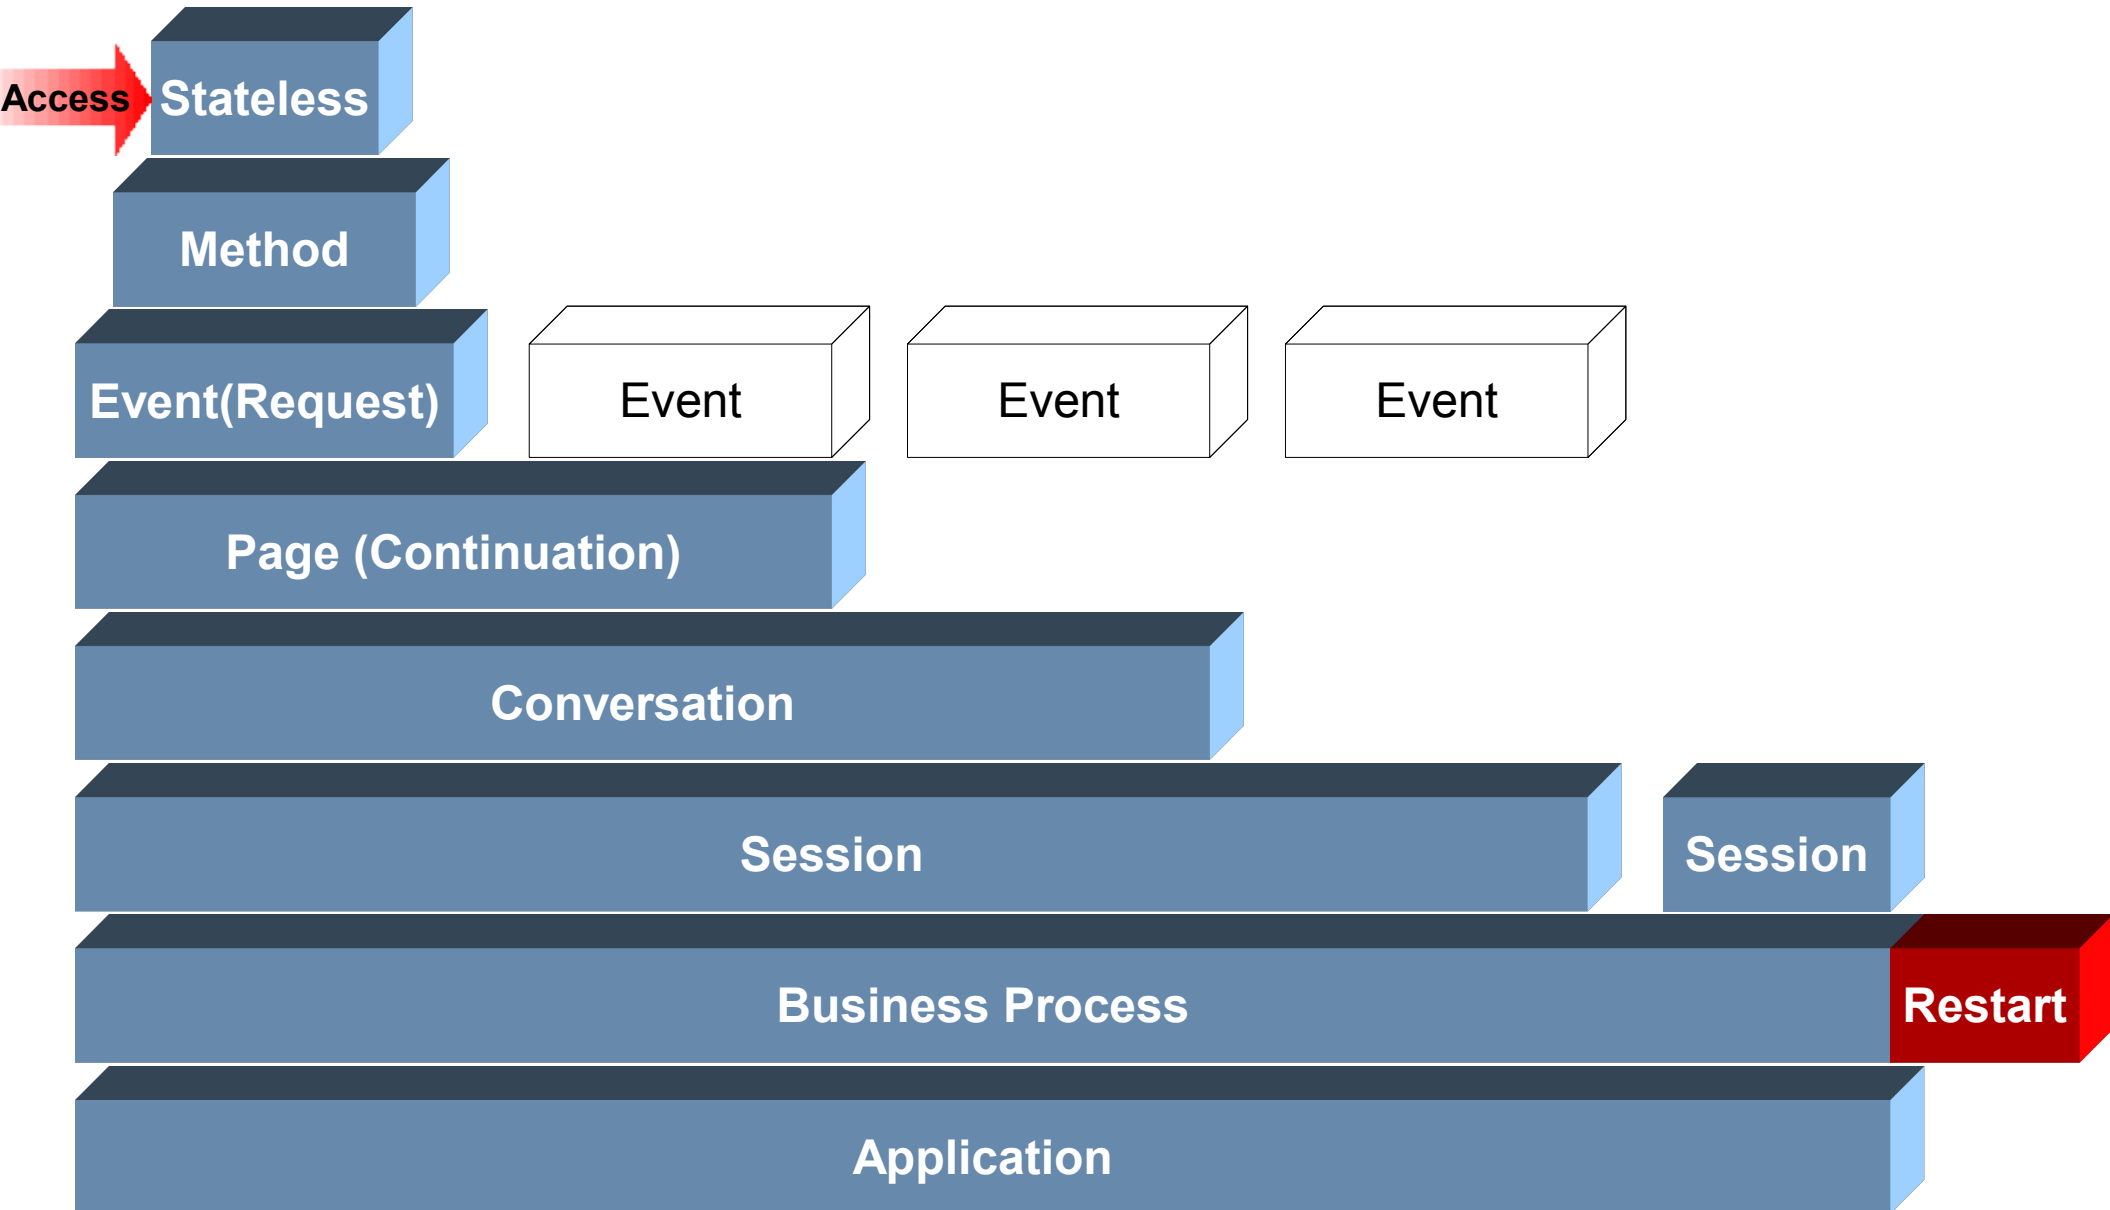 Access
Stateless
Method
Event(Request)
Event
Event
Event
Page (Continuation)
Conversation
Session
Session
Business Process
Restart
Application